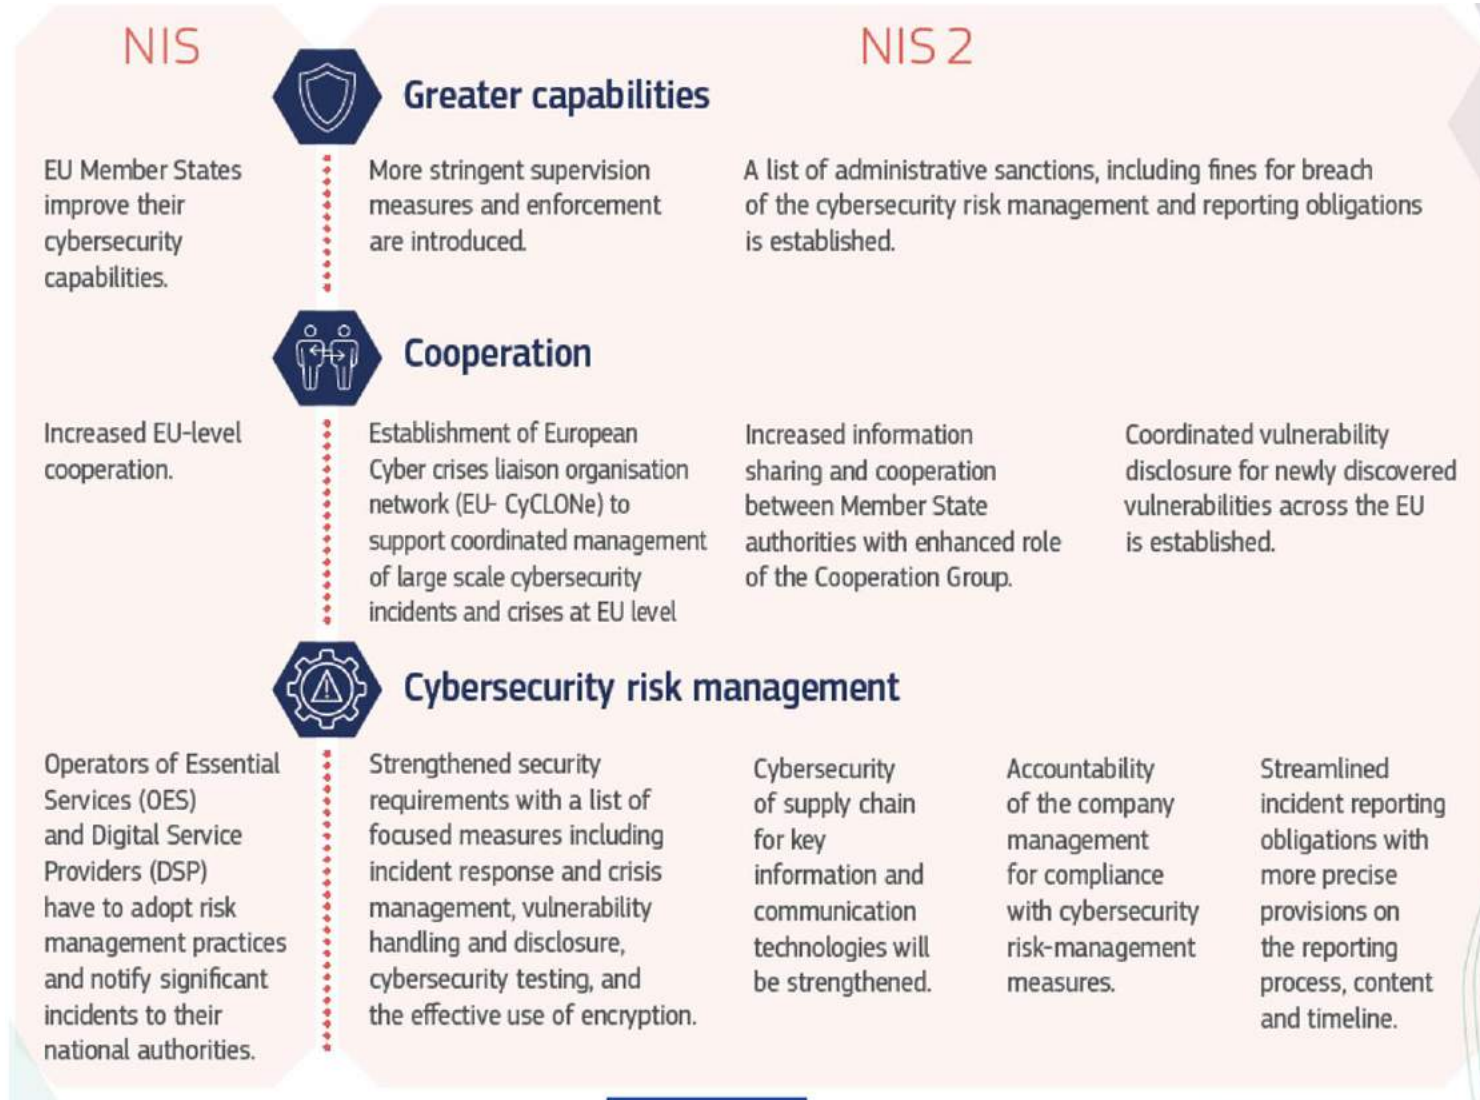 NIS
NIS 2
Greater capabilities
EU Member States
improve their
cybersecurity
capabilities.
More stringent supervision
measures and enforcement
are introduced.
A list of administrative sanctions, including fines for breach
of the cybersecurity risk management and reporting obligations
is established.
Cooperation
Increased EU-level
cooperation.
Establishment of European
Cyber crises liaison organisation
network (EU- CyCLONe) to
support coordinated management
of large scale cybersecurity
incidents and crises at EU level
Increased information
sharing and cooperation
between Member State
authorities with enhanced role
of the Cooperation Group.
Coordinated vulnerability
disclosure for newly discovered
vulnerabilities across the EU
is established.
Cybersecurity risk management
Operators of Essential
Services (OES)
and Digital Service
Providers (DSP)
have to adopt risk
management practices
and notify significant
incidents to their
national authorities.
Strengthened security
requirements with a list of
focused measures including
incident response and crisis
management, vulnerability
handling and disclosure,
cybersecurity testing, and
the effective use of encryption.
Cybersecurity
of supply chain
for key
information and
communication
technologies will
be strengthened.
Accountability
of the company
management
for compliance
with cybersecurity
risk-management
measures.
Streamlined
incident reporting
obligations with
more precise
provisions on
the reporting
process, content
and timeline.